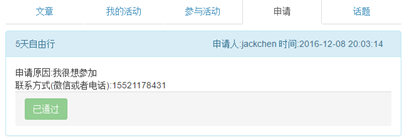 文章 我的活动 参与活动 申请 话题
5天自由行 申请人:jackchen 时间:2016-12-08 20:03:14
申请原因:我很想参加
联系方式(微信或者电话):15521178431
已通过